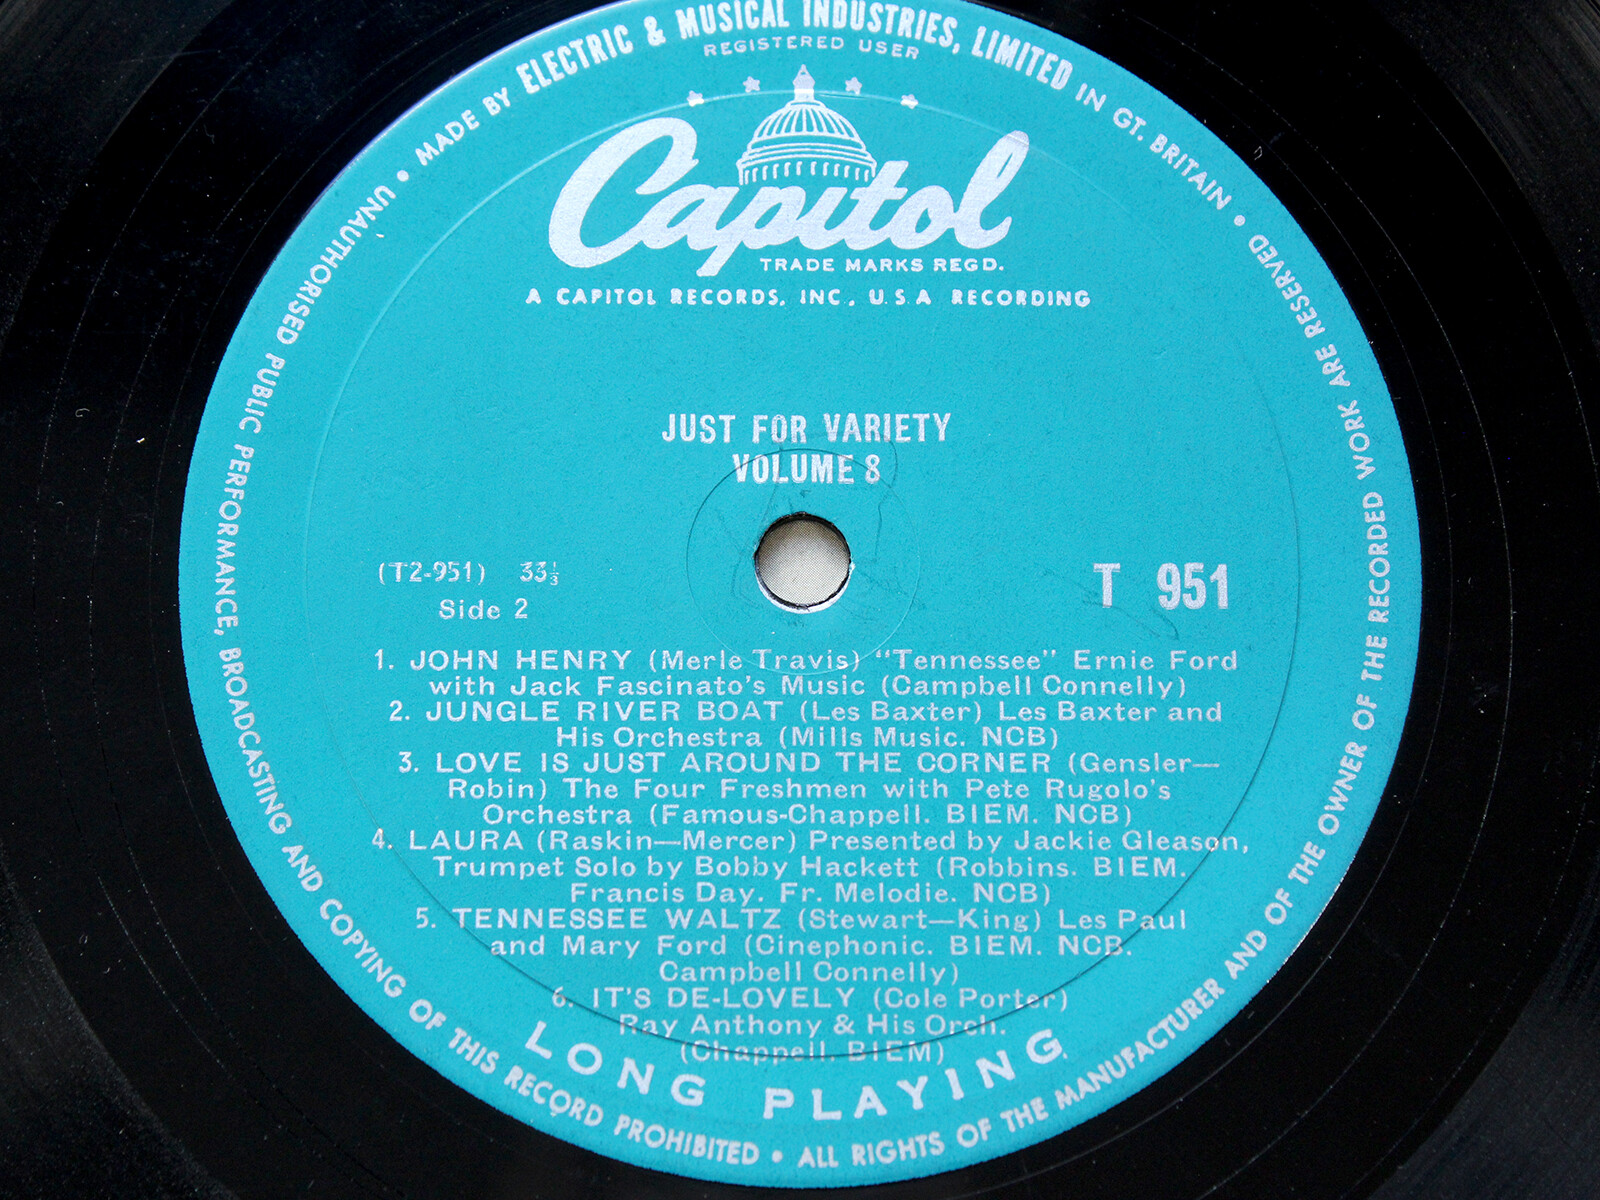 MADE BY ELECTRIC & MUSICAL INDUSTRIES, LIMITED IN GT. BRITAIN •
REGISTERED USER
Capitol
TRADE MARKS REGD.
A CAPITOL RECORDS, INC., U.S.A RECORDING
JUST FOR VARIETY
VOLUME 8
(T2-951) 33⅓
Side 2
T 951
1. JOHN HENRY (Merle Travis) "Tennessee" Ernie Ford
with Jack Fascinato's Music (Campbell Connelly)
2. JUNGLE RIVER BOAT (Les Baxter) Les Baxter and
His Orchestra (Mills Music. NCB)
3. LOVE IS JUST AROUND THE CORNER (Gensler—
Robin) The Four Freshmen with Pete Rugolo's
Orchestra (Famous-Chappell. BIEM. NCB)
4. LAURA (Raskin—Mercer) Presented by Jackie Gleason,
Trumpet Solo by Bobby Hackett (Robbins. BIEM.
Francis Day. Fr. Melodie. NCB)
5. TENNESSEE WALTZ (Stewart—King) Les Paul
and Mary Ford (Cinephonic. BIEM. NCB.
Campbell Connelly)
6. IT'S DE-LOVELY (Cole Porter)
Ray Anthony & His Orch.
(Chappell. BIEM)
LONG PLAYING
UNAUTHORISED PUBLIC PERFORMANCE, BROADCASTING AND COPYING OF THIS RECORD PROHIBITED • ALL RIGHTS OF THE MANUFACTURER AND OF THE OWNER OF THE RECORDED WORK ARE RESERVED •